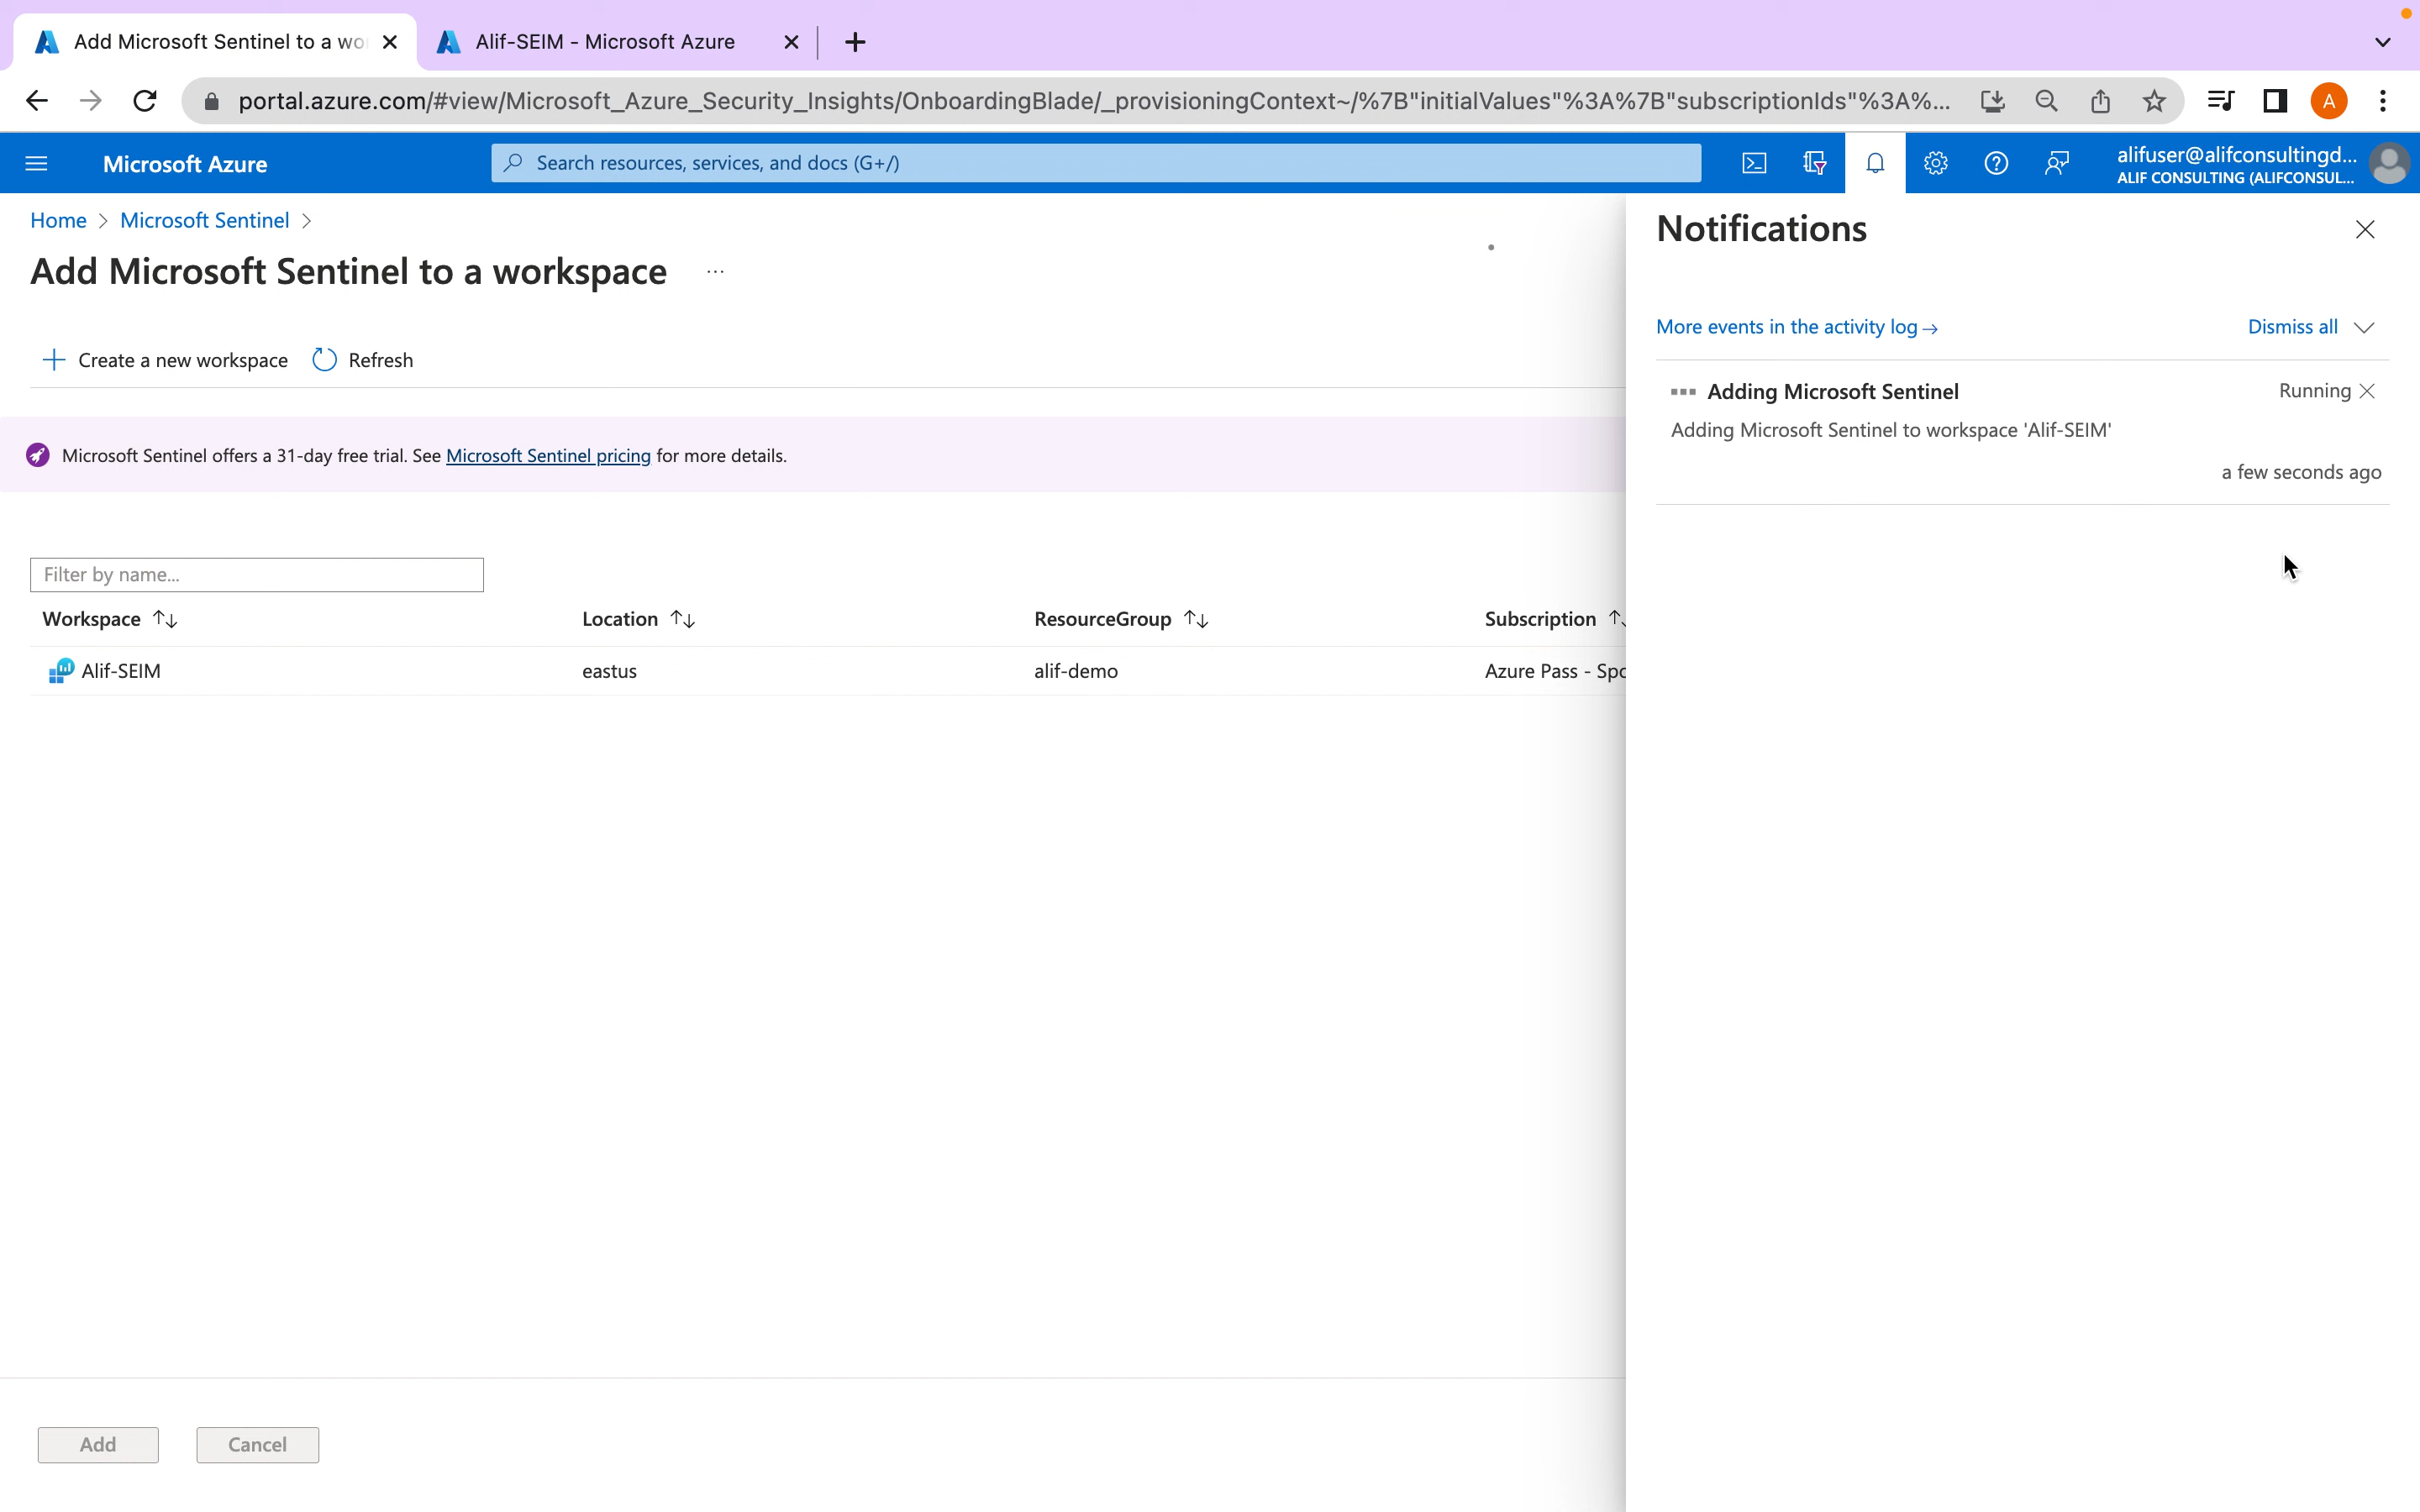 Add Microsoft Sentinel to a wo
Alif-SEIM - Microsoft Azure
portal.azure.com/#view/Microsoft_Azure_Security_Insights/OnboardingBlade/_provisioningContext~/%7B"initialValues"%3A%7B"subscriptionIds"%3A%...
A
Microsoft Azure
Search resources, services, and docs (G+/)
alifuser@alifconsultingd...
ALIF CONSULTING (ALIFCONSUL...
Home > Microsoft Sentinel >
Add Microsoft Sentinel to a workspace ...
Create a new workspace
Refresh
Microsoft Sentinel offers a 31-day free trial. See Microsoft Sentinel pricing for more details.
Filter by name...
Workspace ↑↓ Location ↑↓ ResourceGroup ↑↓ Subscription ↑↓
Alif-SEIM eastus alif-demo Azure Pass - Spo
Add
Cancel
Notifications
More events in the activity log →
Dismiss all
Adding Microsoft Sentinel
Running
Adding Microsoft Sentinel to workspace 'Alif-SEIM'
a few seconds ago